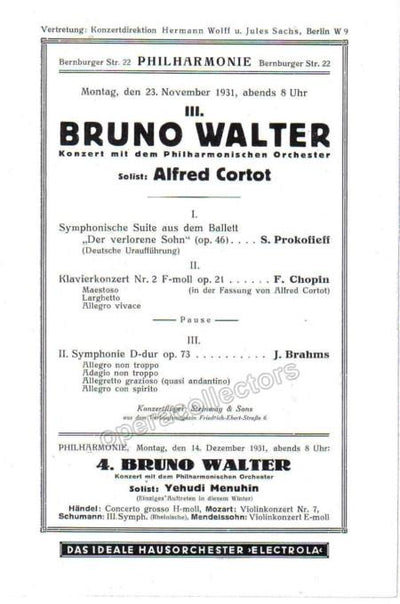 Vertretung: Konzertdirektion Hermann Wolff u. Jules Sachs, Berlin W 9
Bernburger Str. 22 PHILHARMONIE Bernburger Str. 22
Montag, den 23. November 1931, abends 8 Uhr
III.
BRUNO WALTER
Konzert mit dem Philharmonischen Orchester
Solist: Alfred Cortot
I.
Symphonische Suite aus dem Ballett
„Der verlorene Sohn" (op. 46) . . . . S. Prokofieff
(Deutsche Uraufführung)
II.
Klavierkonzert Nr. 2 F-moll op. 21 . . . . . . F. Chopin
Maestoso (in der Fassung von Alfred Cortot)
Larghetto
Allegro vivace
Pause
III.
II. Symphonie D-dur op. 73 . . . . . . . . . . J. Brahms
Allegro non troppo
Adagio non troppo
Allegretto grazioso (quasi andantino)
Allegro con spirito
Konzertflügel: Steinway & Sons
aus dem Verkaufsmagazin Friedrich-Ebert-Straße 6
operacollectors
PHILHARMONIE, Montag, den 14. Dezember 1931, abends 8 Uhr:
4. BRUNO WALTER
Konzert mit dem Philharmonischen Orchester
Solist: Yehudi Menuhin
(Einziges Auftreten in diesem Winter)
Händel: Concerto grosso H-moll, Mozart: Violinkonzert Nr. 7,
Schumann: III. Symph. (Rheinische), Mendelssohn: Violinkonzert E-moll
DAS IDEALE HAUSORCHESTER ›ELECTROLA‹